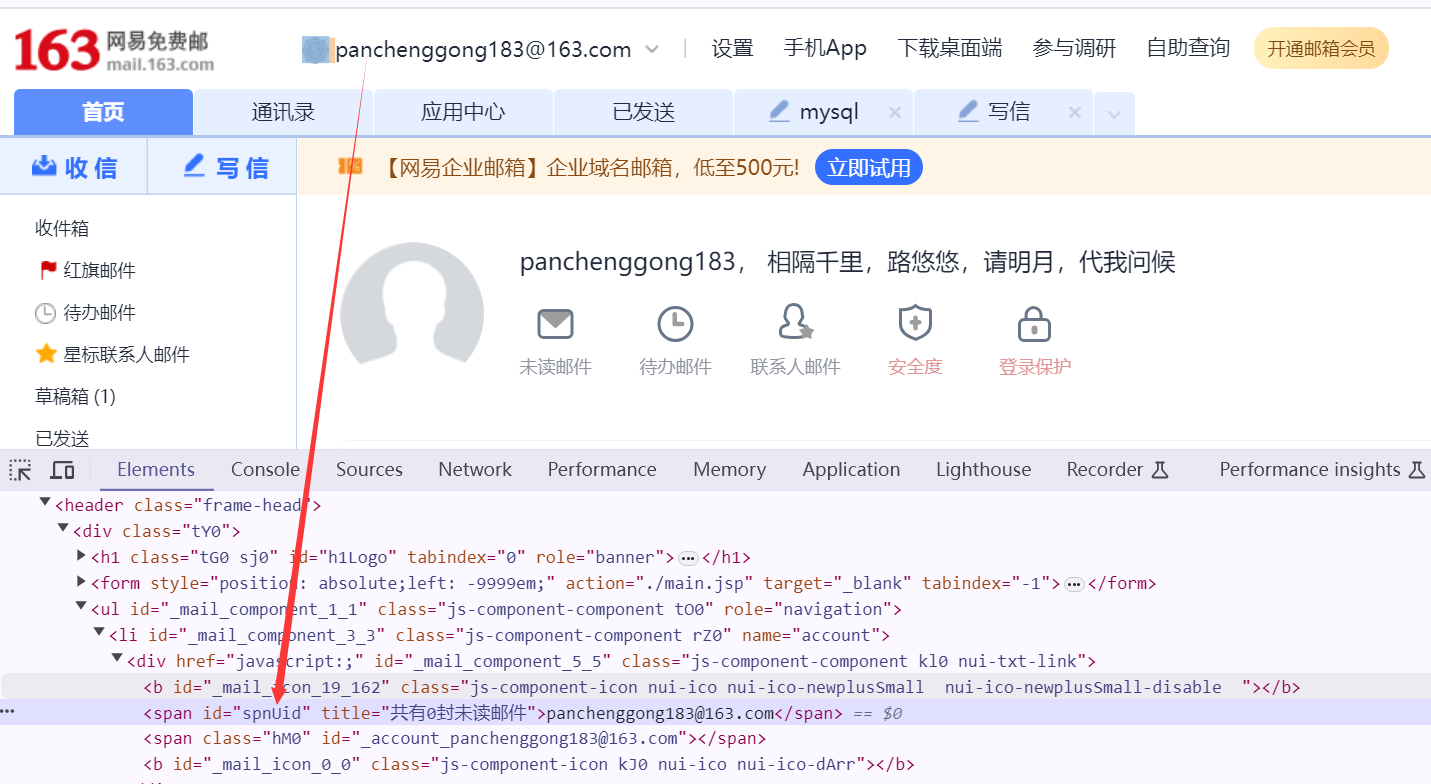 163 网易免费邮
mail.163.com
panchenggong183@163.com | 设置 手机App 下载桌面端 参与调研 自助查询 开通邮箱会员
首页 通讯录 应用中心 已发送 mysql × 写信 ×
收信 写信 【网易企业邮箱】企业域名邮箱，低至500元! 立即试用
收件箱
红旗邮件
待办邮件
星标联系人邮件
草稿箱 (1)
已发送
panchenggong183， 相隔千里，路悠悠，请明月，代我问候
未读邮件 待办邮件 联系人邮件 安全度 登录保护
Elements Console Sources Network Performance Memory Application Lighthouse Recorder Performance insights
<header class="frame-head">
<div class="tY0">
<h1 class="tG0 sj0" id="h1Logo" tabindex="0" role="banner">…</h1>
<form style="position: absolute;left: -9999em;" action="./main.jsp" target="_blank" tabindex="-1">…</form>
<ul id="_mail_component_1_1" class="js-component-component tO0" role="navigation">
<li id="_mail_component_3_3" class="js-component-component rZ0" name="account">
<div href="javascript:;" id="_mail_component_5_5" class="js-component-component kl0 nui-txt-link">
<b id="_mail_icon_19_162" class="js-component-icon nui-ico nui-ico-newplusSmall  nui-ico-newplusSmall-disable  "></b>
<span id="spnUid" title="共有0封未读邮件">panchenggong183@163.com</span> == $0
<span class="hM0" id="_account_panchenggong183@163.com"></span>
<b id="_mail_icon_0_0" class="js-component-icon kJ0 nui-ico nui-ico-dArr"></b>